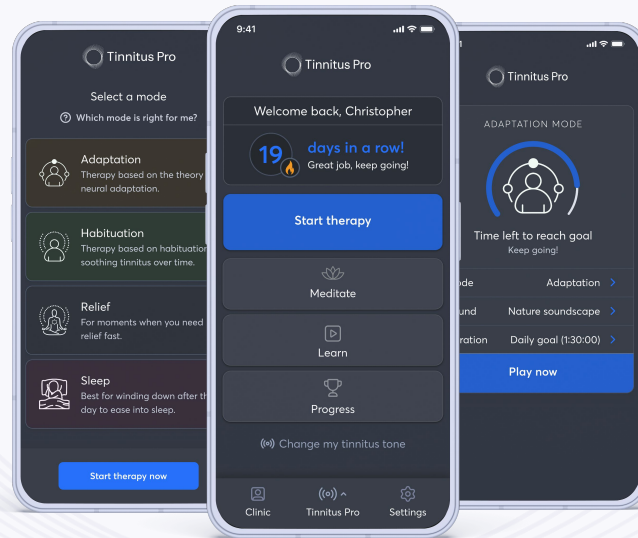 Tinnitus Pro
Select a mode
Which mode is right for me?
Adaptation
Therapy based on the theory
neural adaptation.
Habituation
Therapy based on habituation
soothing tinnitus over time.
Relief
For moments when you need
relief fast.
Sleep
Best for winding down after
day to ease into sleep.
Start therapy now
9:41
Tinnitus Pro
Welcome back, Christopher
19
days in a row!
Great job, keep going!
Start therapy
Meditate
Learn
Progress
Change my tinnitus tone
Clinic
Tinnitus Pro
Settings
Tinnitus Pro
ADAPTATION MODE
Time left to reach goal
Keep going!
Adaptation
Nature soundscape
Daily goal (1:30:00)
Play now